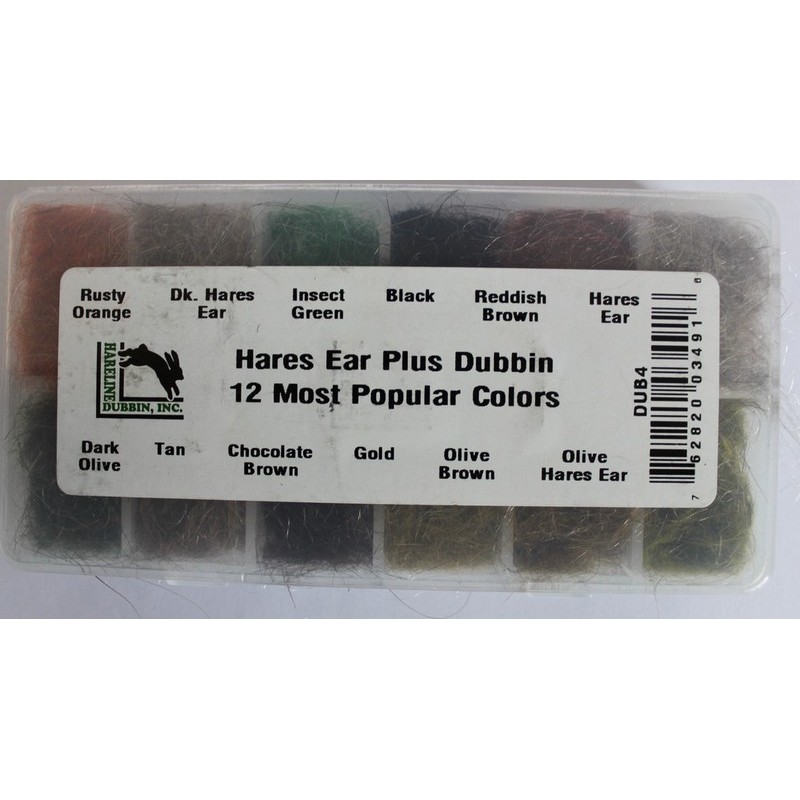 Rusty Orange
Dk. Hares Ear
Insect Green
Black
Reddish Brown
Hares Ear
HARELINE
DUBBIN, INC.
Hares Ear Plus Dubbin
12 Most Popular Colors
Dark Olive
Tan
Chocolate Brown
Gold
Olive Brown
Olive Hares Ear
DUB4
7 62820 03491 6